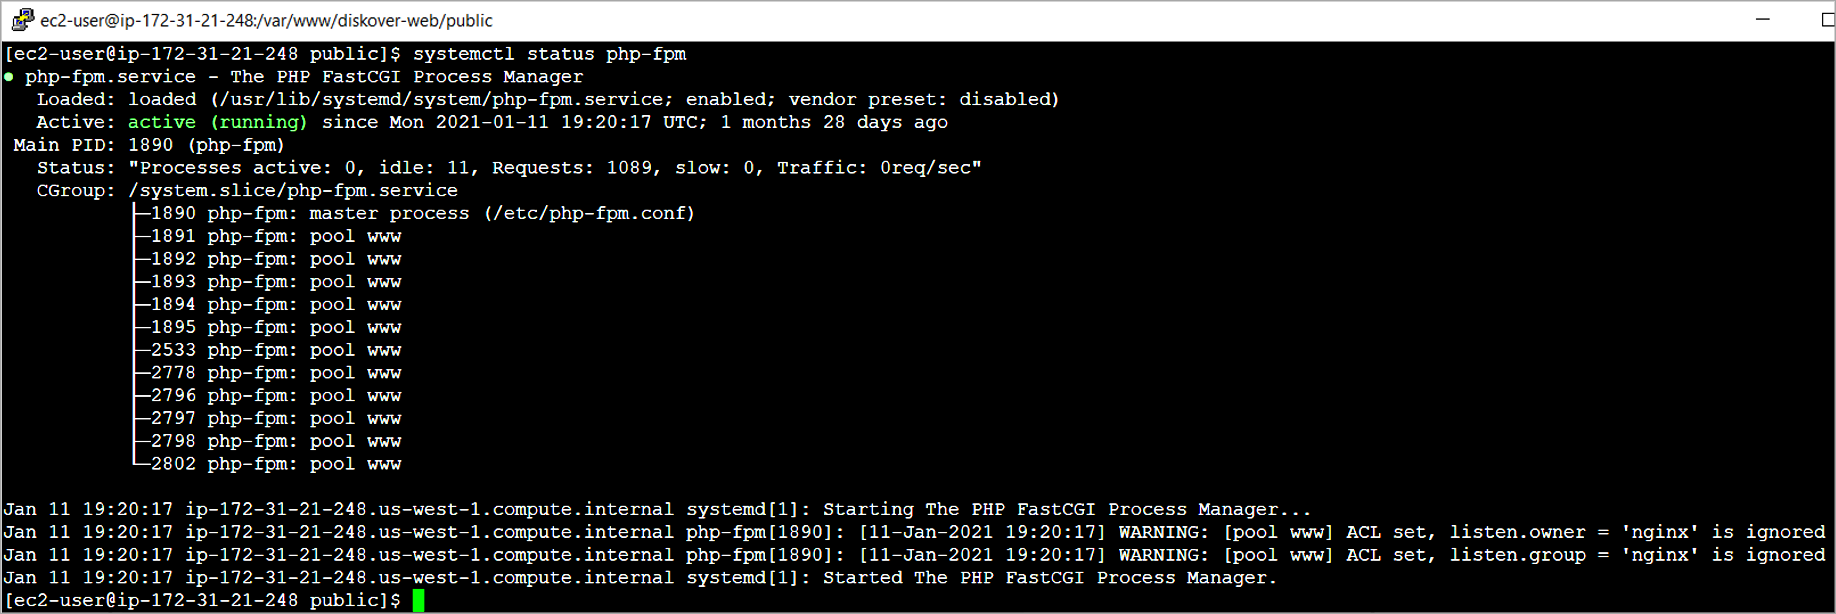 ec2-user@ip-172-31-21-248:/var/www/diskover-web/public
[ec2-user@ip-172-31-21-248 public]$ systemctl status php-fpm
● php-fpm.service - The PHP FastCGI Process Manager
   Loaded: loaded (/usr/lib/systemd/system/php-fpm.service; enabled; vendor preset: disabled)
   Active: active (running) since Mon 2021-01-11 19:20:17 UTC; 1 months 28 days ago
 Main PID: 1890 (php-fpm)
   Status: "Processes active: 0, idle: 11, Requests: 1089, slow: 0, Traffic: 0req/sec"
   CGroup: /system.slice/php-fpm.service
           ├─1890 php-fpm: master process (/etc/php-fpm.conf)
           ├─1891 php-fpm: pool www
           ├─1892 php-fpm: pool www
           ├─1893 php-fpm: pool www
           ├─1894 php-fpm: pool www
           ├─1895 php-fpm: pool www
           ├─2533 php-fpm: pool www
           ├─2778 php-fpm: pool www
           ├─2796 php-fpm: pool www
           ├─2797 php-fpm: pool www
           ├─2798 php-fpm: pool www
           └─2802 php-fpm: pool www
Jan 11 19:20:17 ip-172-31-21-248.us-west-1.compute.internal systemd[1]: Starting The PHP FastCGI Process Manager...
Jan 11 19:20:17 ip-172-31-21-248.us-west-1.compute.internal php-fpm[1890]: [11-Jan-2021 19:20:17] WARNING: [pool www] ACL set, listen.owner = 'nginx' is ignored
Jan 11 19:20:17 ip-172-31-21-248.us-west-1.compute.internal php-fpm[1890]: [11-Jan-2021 19:20:17] WARNING: [pool www] ACL set, listen.group = 'nginx' is ignored
Jan 11 19:20:17 ip-172-31-21-248.us-west-1.compute.internal systemd[1]: Started The PHP FastCGI Process Manager.
[ec2-user@ip-172-31-21-248 public]$